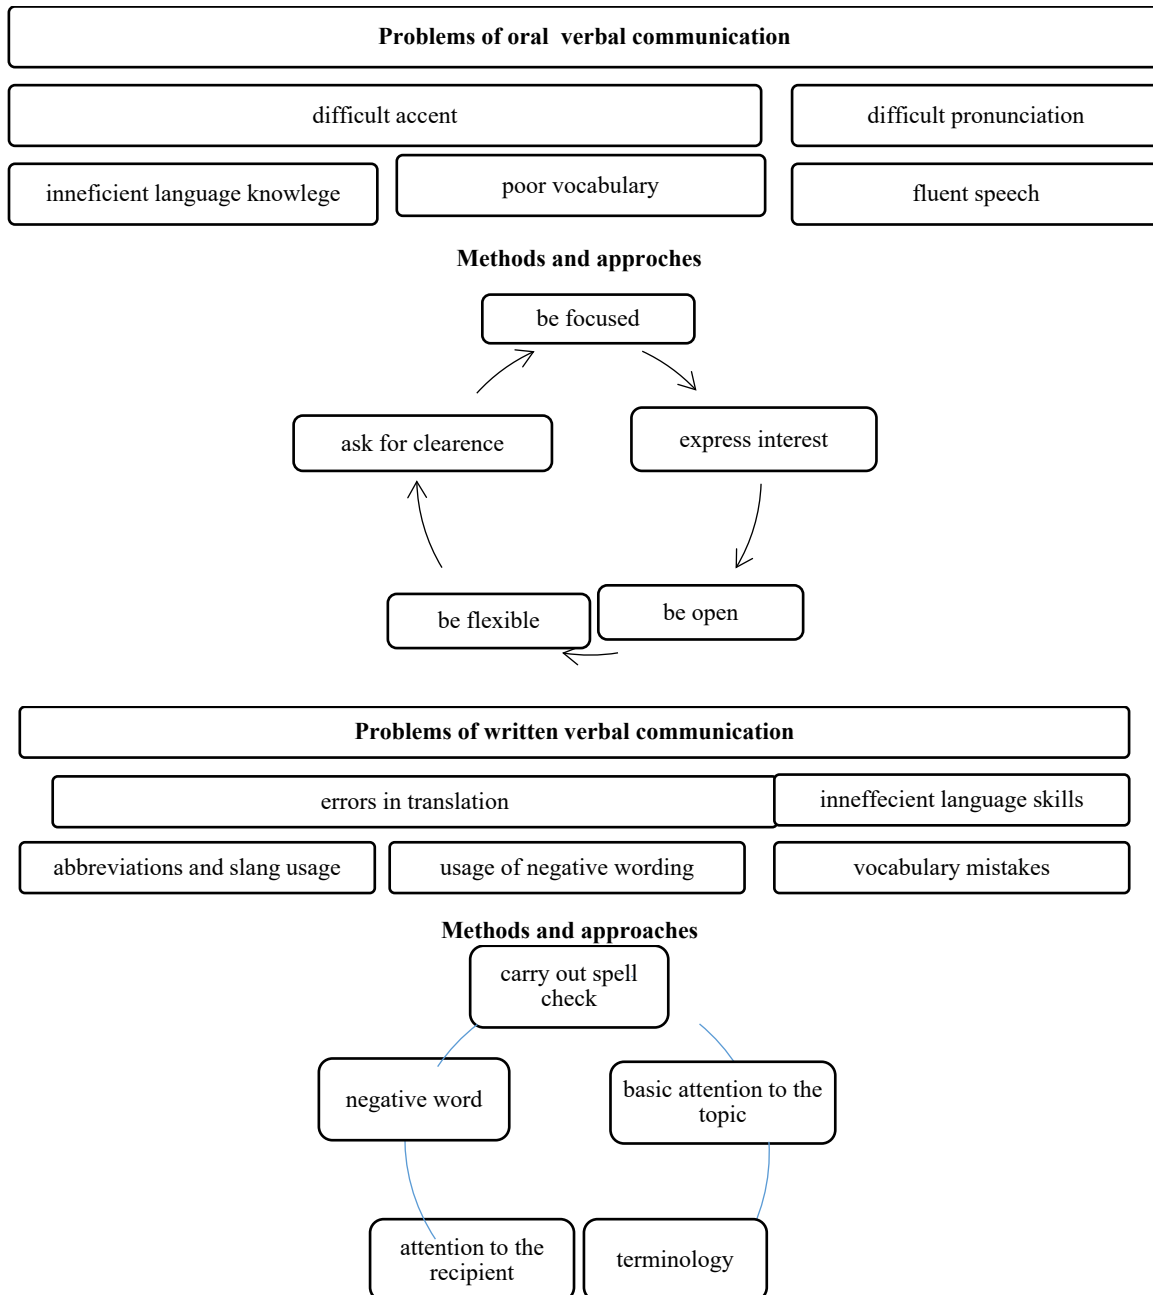 Problems of oral verbal communication
difficult accent
difficult pronunciation
inneficient language knowlege
poor vocabulary
fluent speech
Methods and approches
be focused
ask for clearence
express interest
be flexible
be open
Problems of written verbal communication
errors in translation
inneffecient language skills
abbreviations and slang usage
usage of negative wording
vocabulary mistakes
Methods and approaches
carry out spell
check
negative word
basic attention to the
topic
attention to the
recipient
terminology